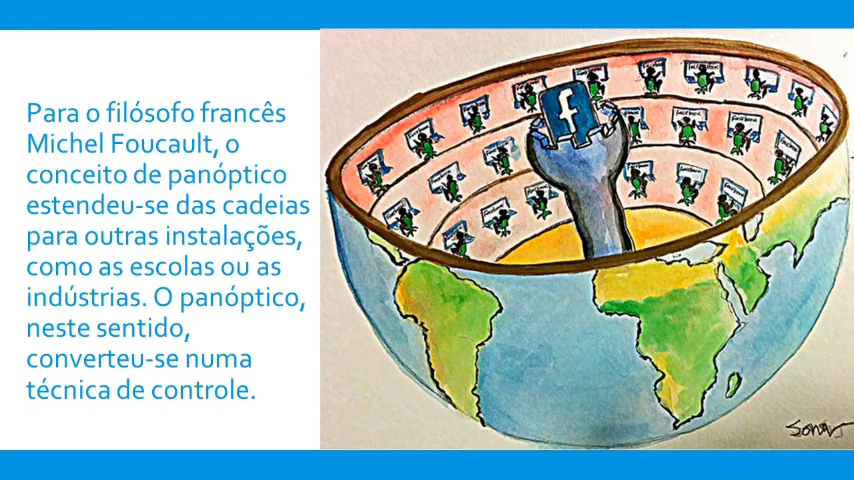 Para o filósofo francês
Michel Foucault, o
conceito de panóptico
estendeu-se das cadeias
para outras instalações,
como as escolas ou as
indústrias. O panóptico,
neste sentido,
converteu-se numa
técnica de controle.
f